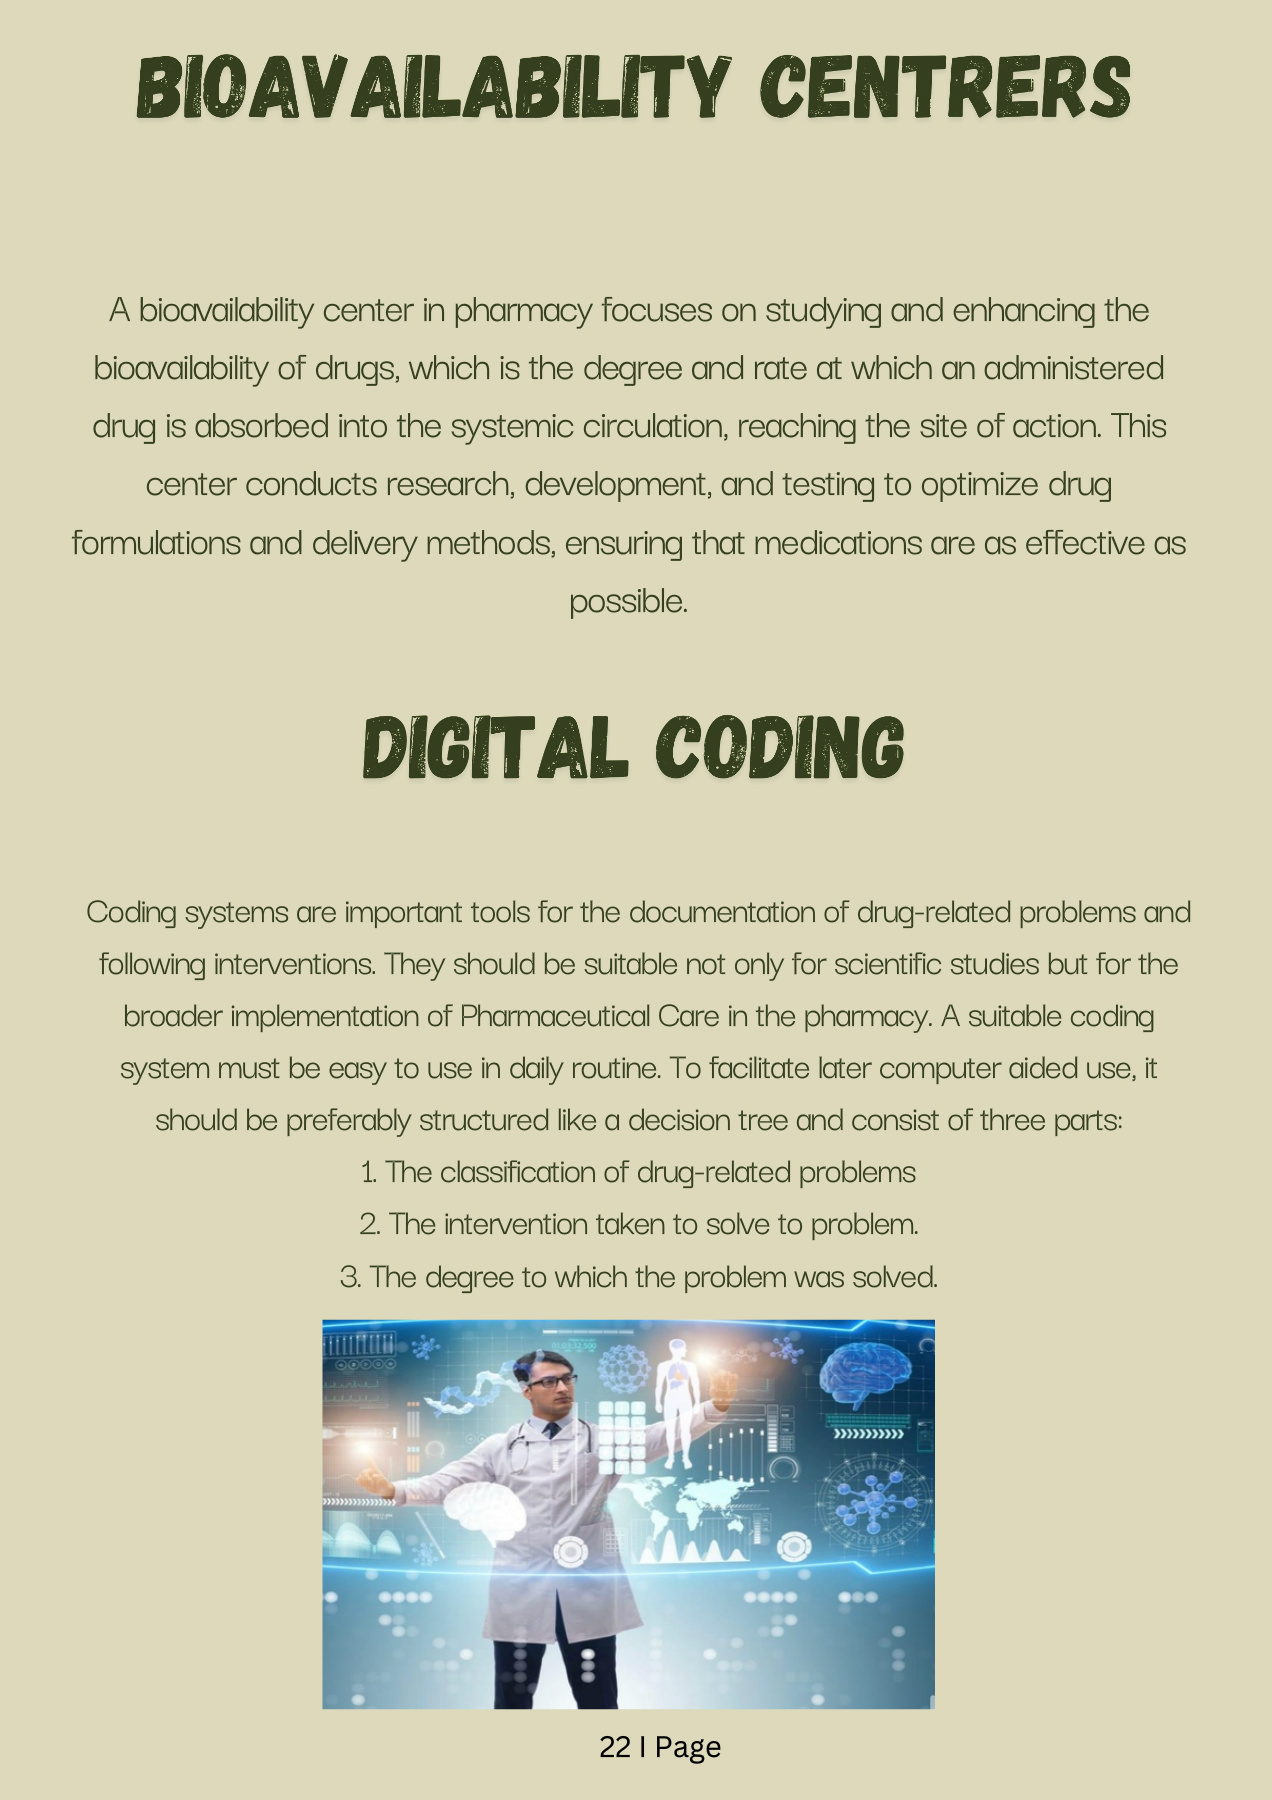 BIOAVAILABILITY CENTRERS
A bioavailability center in pharmacy focuses on studying and enhancing the
bioavailability of drugs, which is the degree and rate at which an administered
drug is absorbed into the systemic circulation, reaching the site of action. This
center conducts research, development, and testing to optimize drug
formulations and delivery methods, ensuring that medications are as effective as
possible.
DIGITAL CODING
Coding systems are important tools for the documentation of drug-related problems and
following interventions. They should be suitable not only for scientific studies but for the
broader implementation of Pharmaceutical Care in the pharmacy. A suitable coding
system must be easy to use in daily routine. To facilitate later computer aided use, it
should be preferably structured like a decision tree and consist of three parts:
1. The classification of drug-related problems
2. The intervention taken to solve to problem.
3. The degree to which the problem was solved.
22 I Page